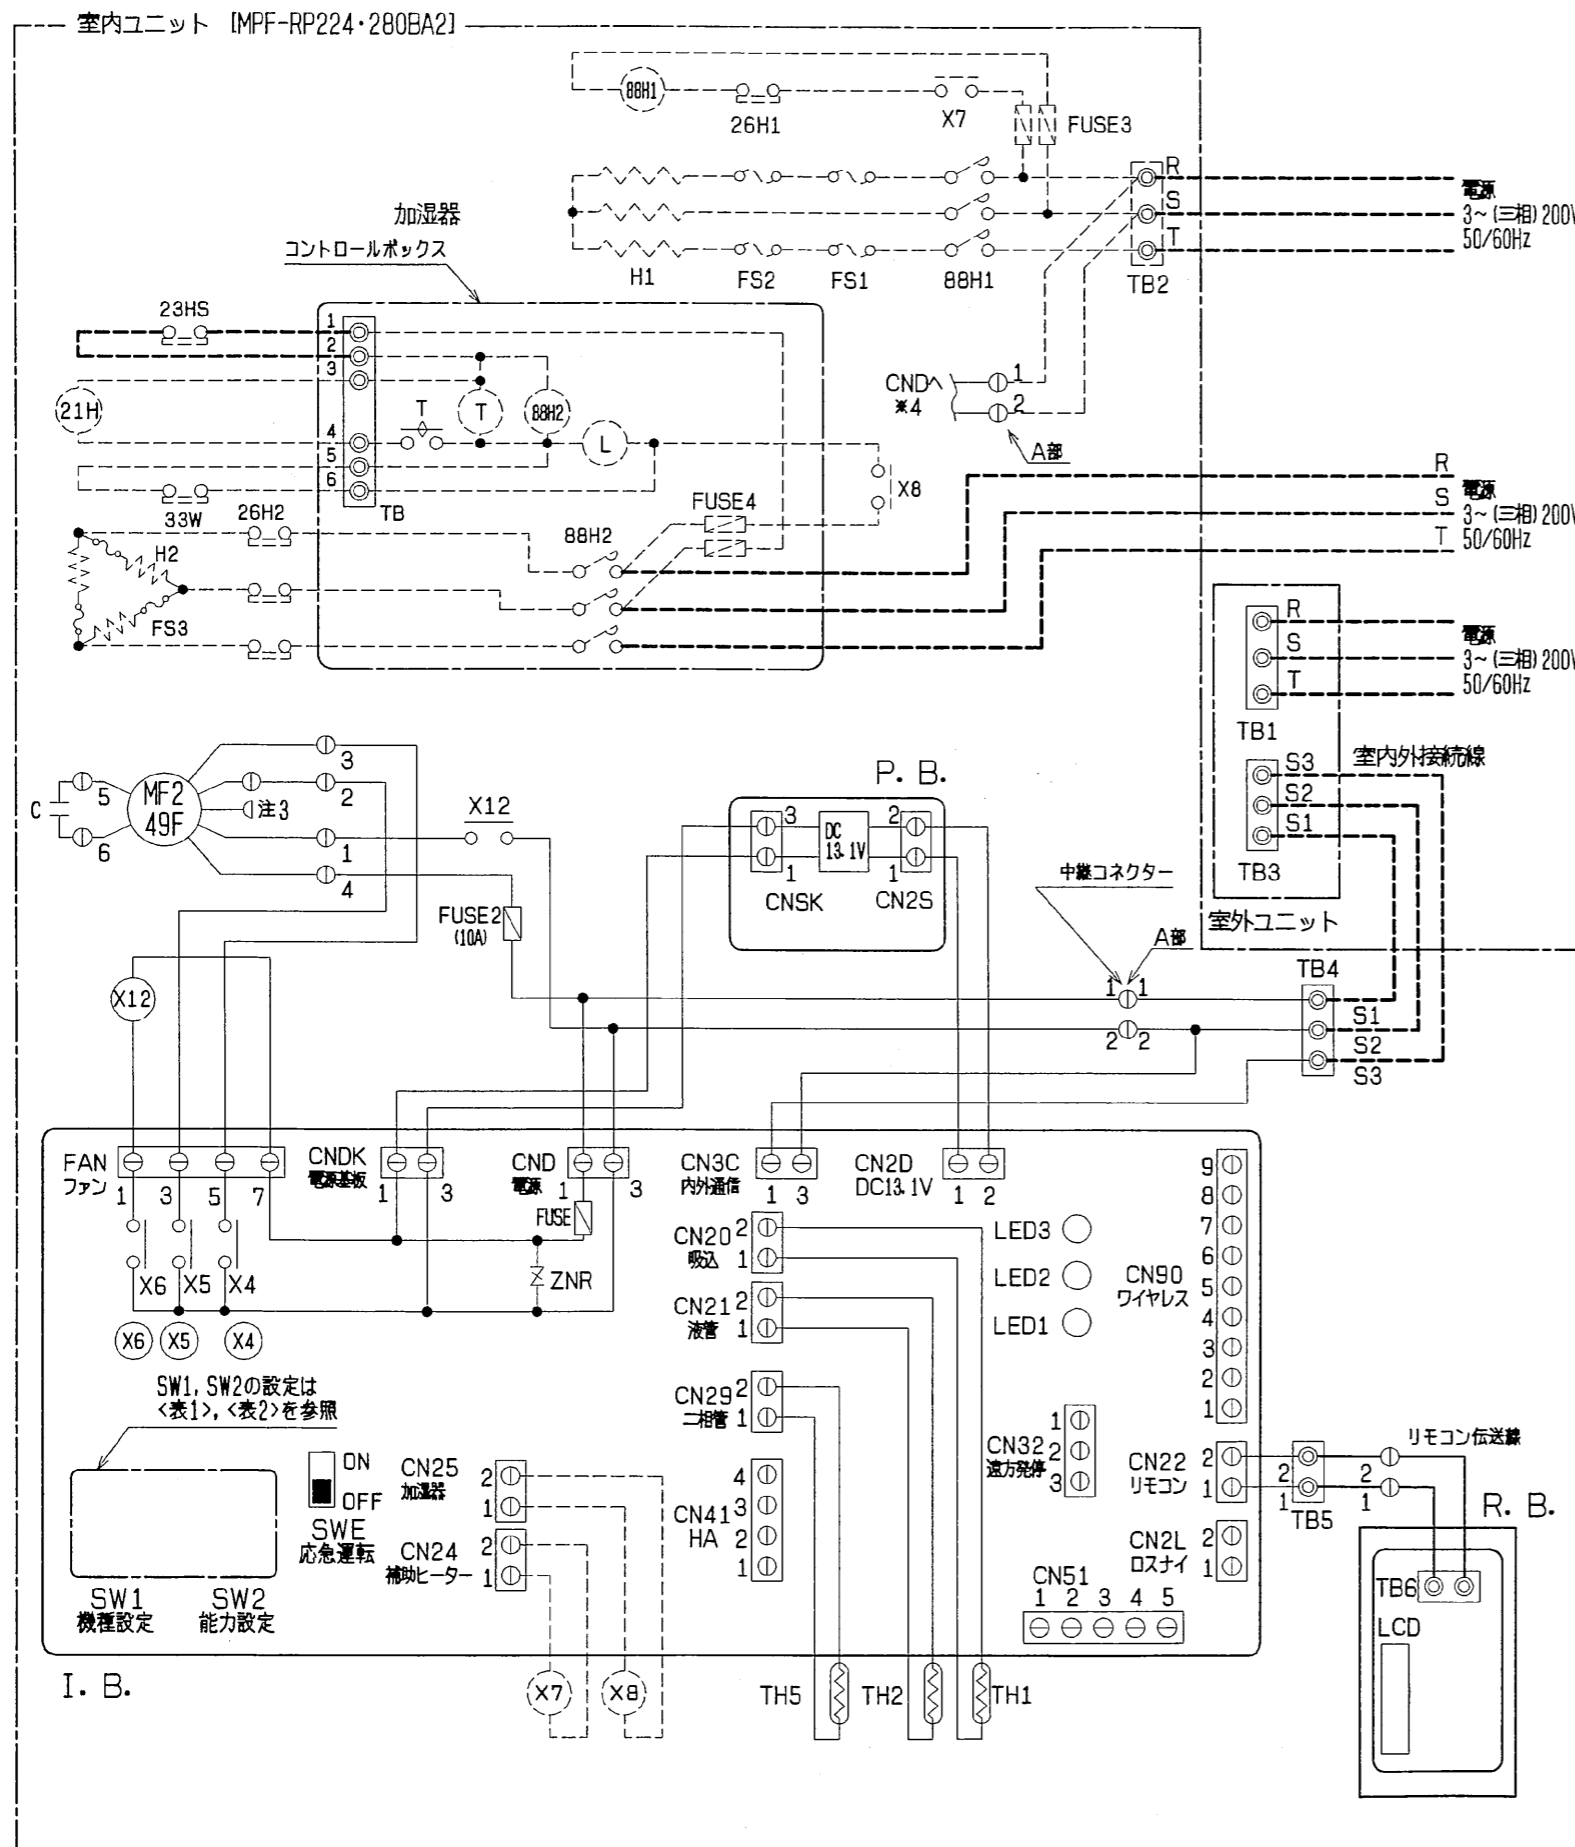 室内ユニット [MPF-RP224・280BA2]
88H1
26H1
X7
FUSE3
R
S
T
電源
3~(三相)200V
50/60Hz
H1
FS2
FS1
88H1
TB2
加湿器
コントロールボックス
23HS
1
2
3
21H
T
T
88H2
L
4
5
6
33W
TB
CNDへ
※4
1
2
A部
X8
FUSE4
26H2
88H2
H2
FS3
R
S
T
電源
3~(三相)200V
50/60Hz
R
S
T
電源
3~(三相)200V
50/60Hz
TB1
S3
S2
S1
室内外接続線
TB3
室外ユニット
C
5
6
MF2
49F
注3
3
2
1
4
X12
FUSE2
(10A)
P. B.
3
1
DC
13.1V
2
1
CNSK
CN2S
中継コネクター
A部
1 1
2 2
TB4
S1
S2
S3
X12
FAN
ファン
1 3 5 7
CNDK
電源基板
1 3
CND
電源
1 3
FUSE
CN3C
内外通信
1 3
CN2D
DC13.1V
1 2
X6 X5 X4
ZNR
X6 X5 X4
CN20
吸込
2
1
CN21
液管
2
1
CN29
二相管
2
1
LED3
LED2
LED1
CN90
ワイヤレス
9
8
7
6
5
4
3
2
1
SW1, SW2の設定は
<表1>, <表2>を参照
SW1
機種設定
SW2
能力設定
ON
OFF
SWE
応急運転
CN25
加湿器
2
1
CN24
補助ヒーター
2
1
CN41
HA
4
3
2
1
CN32
遠方発停
1
2
3
CN22
リモコン
2
1
2
1
TB5
2
1
リモコン伝送線
R. B.
CN2L
ロスナイ
2
1
CN51
1 2 3 4 5
TB6
LCD
I. B.
X7
X8
TH5
TH2
TH1